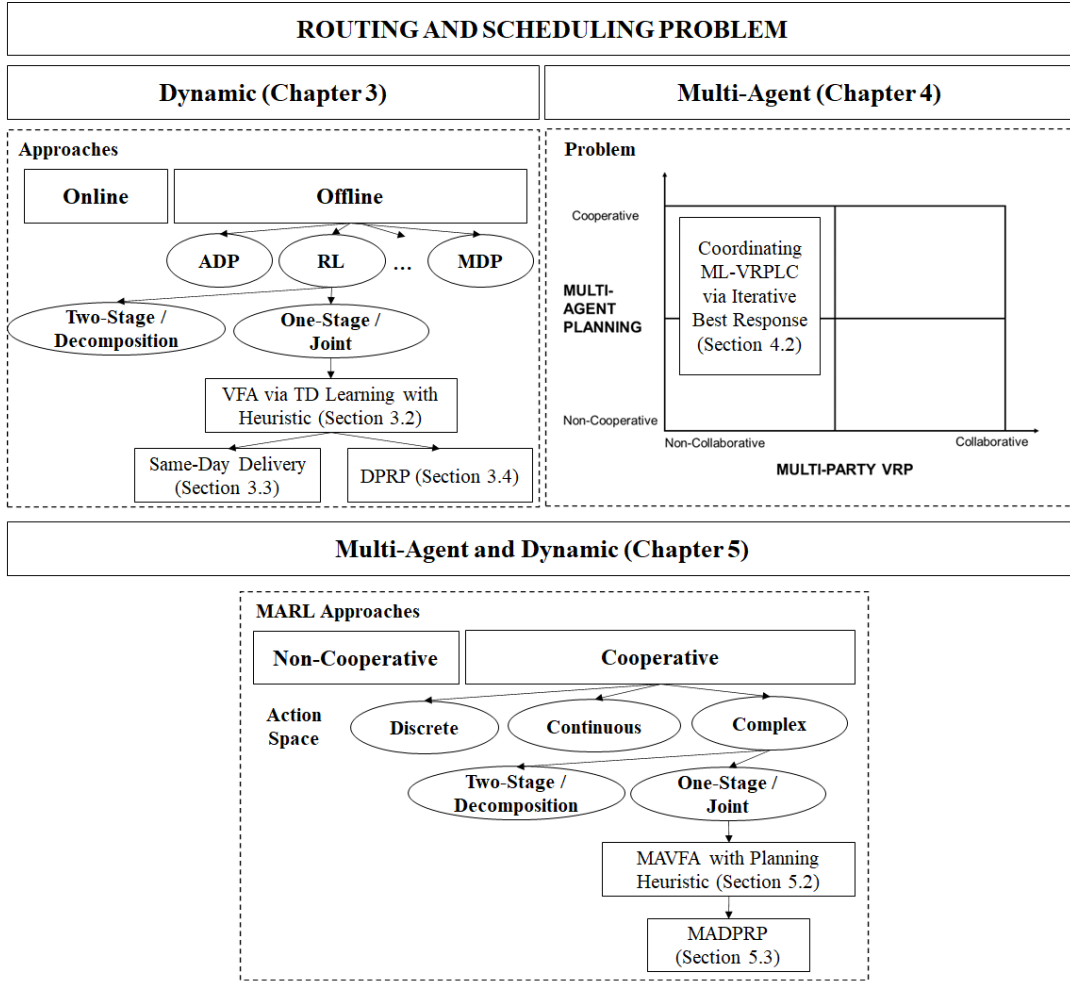 ROUTING AND SCHEDULING PROBLEM
Dynamic (Chapter 3)
Multi-Agent (Chapter 4)
Approaches
Online
Offline
ADP
RL
...
MDP
Two-Stage /
Decomposition
One-Stage /
Joint
VFA via TD Learning with
Heuristic (Section 3.2)
Same-Day Delivery
(Section 3.3)
DPRP (Section 3.4)
Problem
Cooperative
MULTI-
AGENT
PLANNING
Non-Cooperative
Coordinating
ML-VRPLC
via Iterative
Best Response
(Section 4.2)
Non-Collaborative
Collaborative
MULTI-PARTY VRP
Multi-Agent and Dynamic (Chapter 5)
MARL Approaches
Non-Cooperative
Cooperative
Action
Space
Discrete
Continuous
Complex
Two-Stage /
Decomposition
One-Stage /
Joint
MAVFA with Planning
Heuristic (Section 5.2)
MADPRP
(Section 5.3)